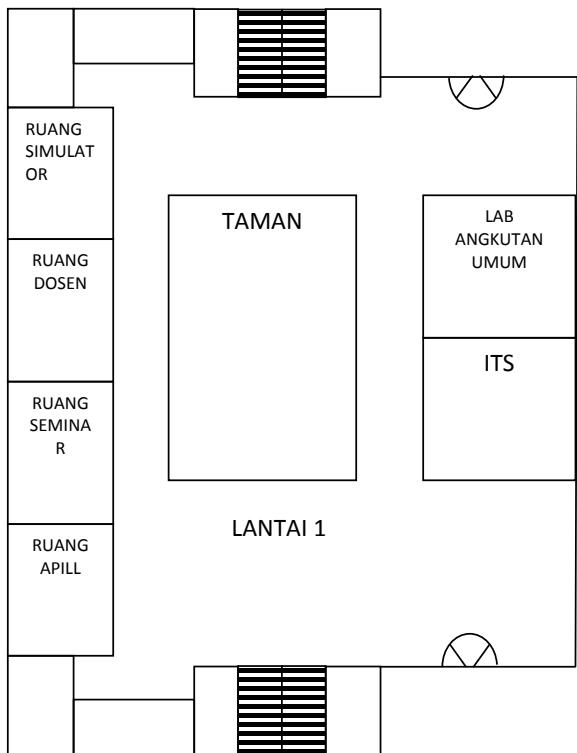 RUANG
SIMULAT
OR
TAMAN
LAB
ANGKUTAN
UMUM
RUANG
DOSEN
ITS
RUANG
SEMINA
R
LANTAI 1
RUANG
APILL